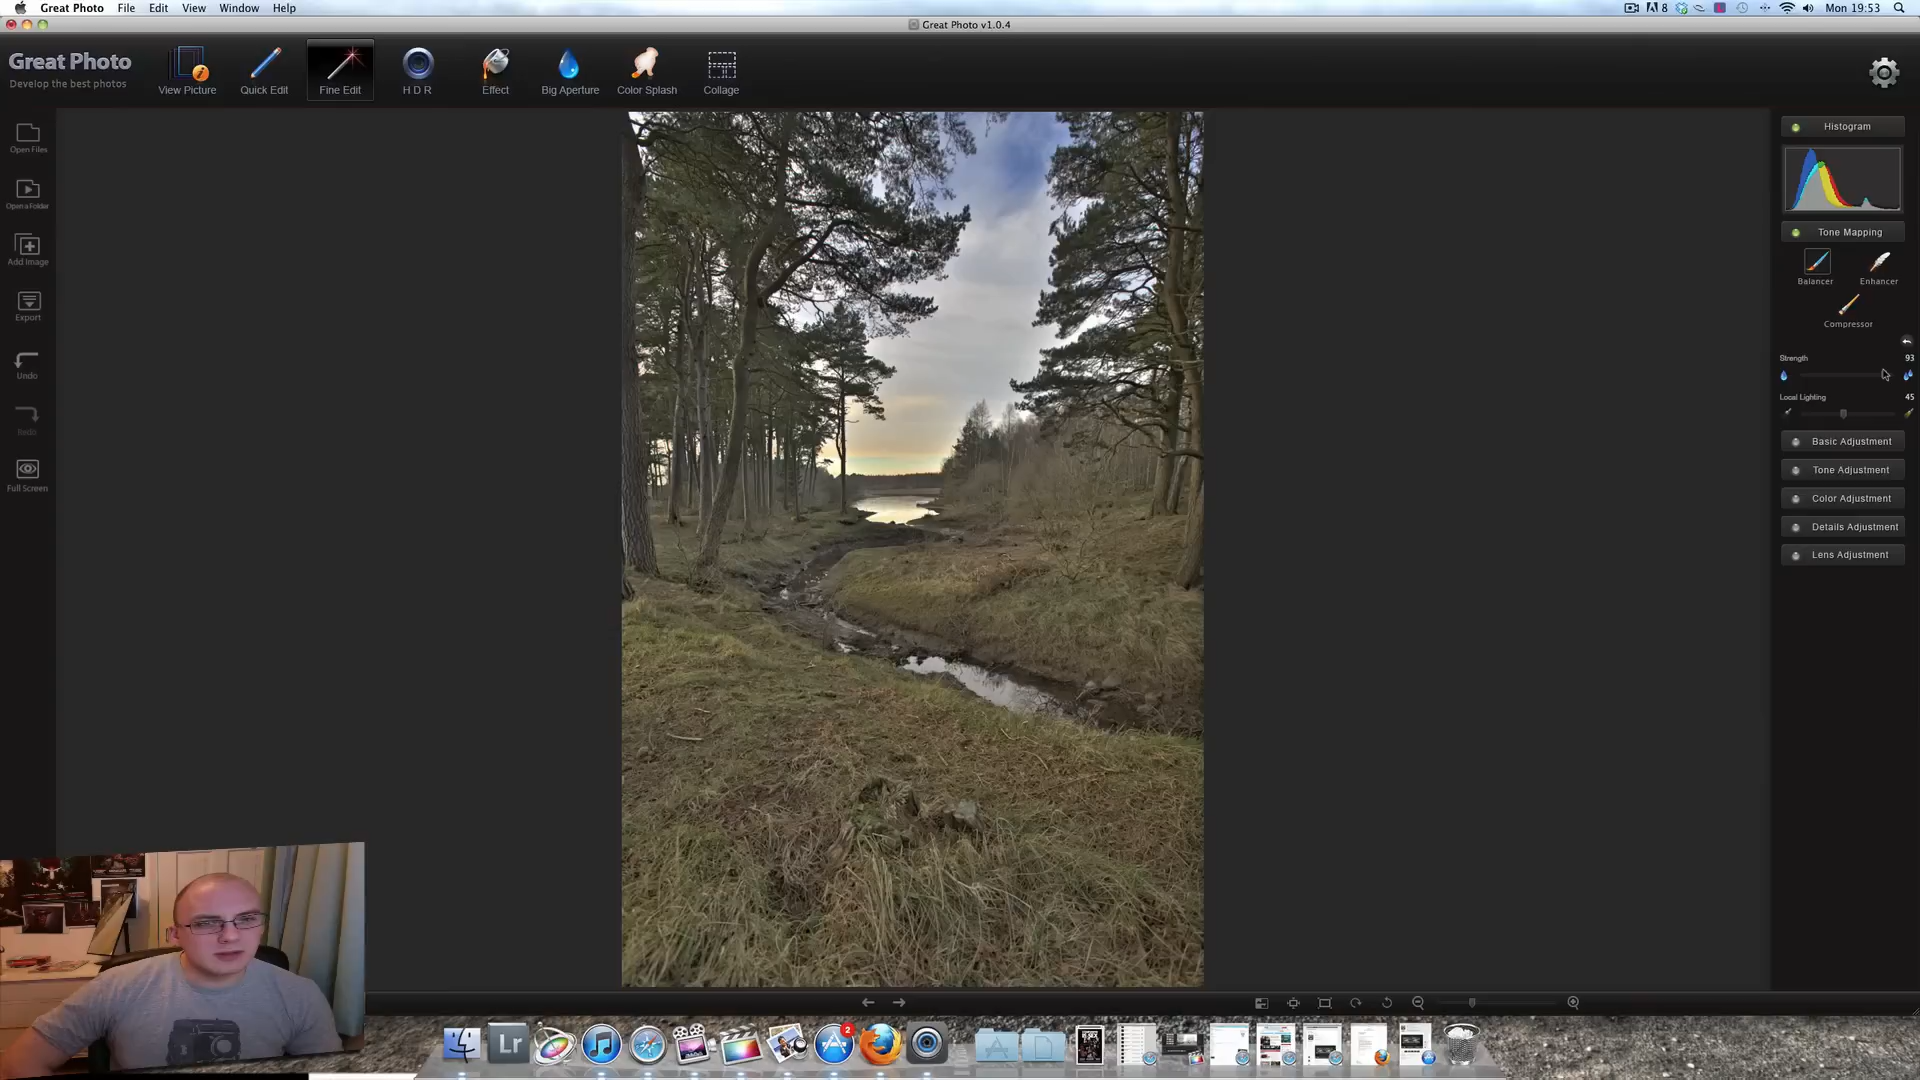 Great Photo File Edit View Window Help
8 Mon 19:53
Great Photo v1.0.4
Great Photo
Develop the best photos
View Picture Quick Edit Fine Edit H D R Effect Big Aperture Color Splash Collage
Open Files
Open a Folder
Add Image
Export
Undo
Redo
Full Screen
Histogram
Tone Mapping
Balancer Enhancer
Compressor
Strength 93
Local Lighting 45
Basic Adjustment
Tone Adjustment
Color Adjustment
Details Adjustment
Lens Adjustment
Lr
2